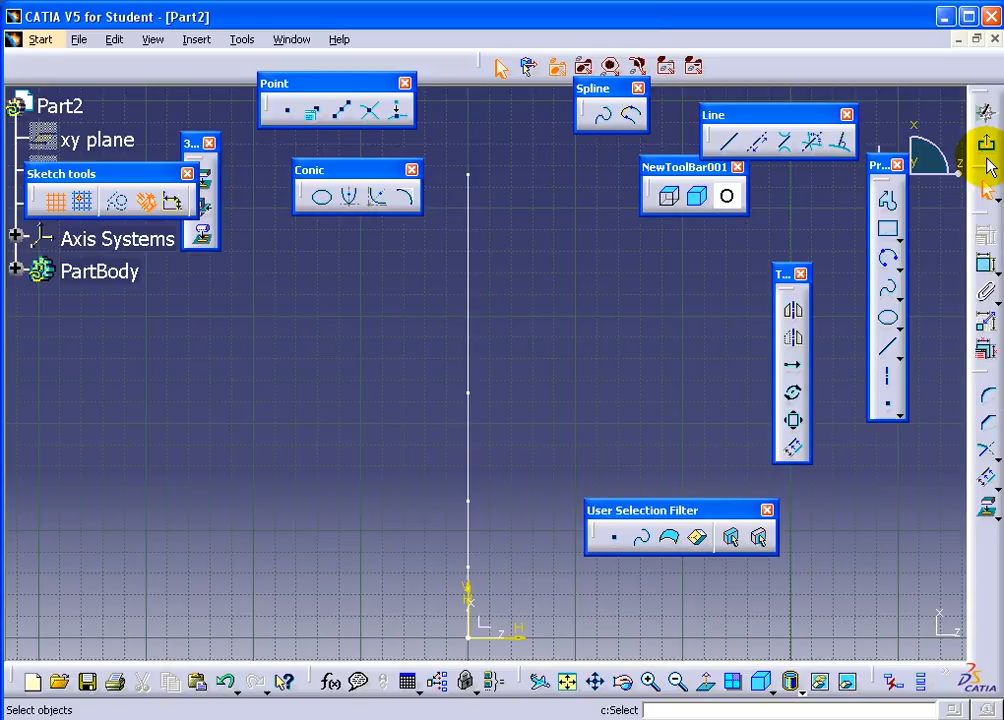 CATIA V5 for Student - [Part2]
Start File Edit View Insert Tools Window Help
Point
Spline
Line
Part2
xy plane
3...
Sketch tools
Conic
NewToolBar001
Pr...
O
X
Y
Z
Axis Systems
PartBody
T...
User Selection Filter
V
H
X
Z
H
X
Z
f(x)
CATIA
Select objects
c:Select